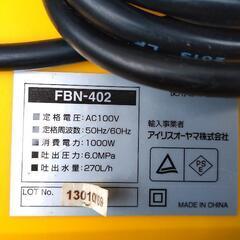 FBN-402
●定格電圧：AC100V
●定格周波数：50Hz/60Hz
●消費電力：1000W
●吐出圧力：6.0MPa
●吐出水量：270L/h
輸入事業者
アイリスオーヤマ株式会社
PSE
LOT No.
MADE IN CHINA
2013